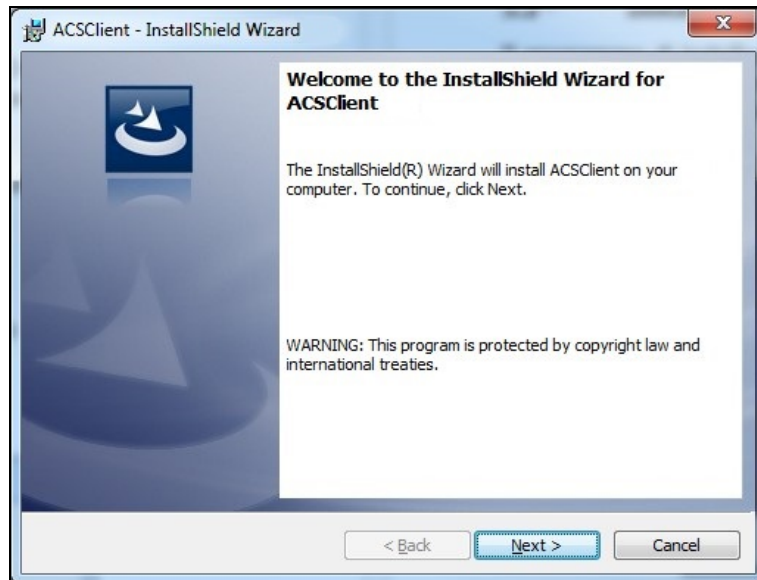 ACSClient - InstallShield Wizard
Welcome to the InstallShield Wizard for
ACSClient
The InstallShield(R) Wizard will install ACSClient on your
computer. To continue, click Next.
WARNING: This program is protected by copyright law and
international treaties.
< Back
Next >
Cancel